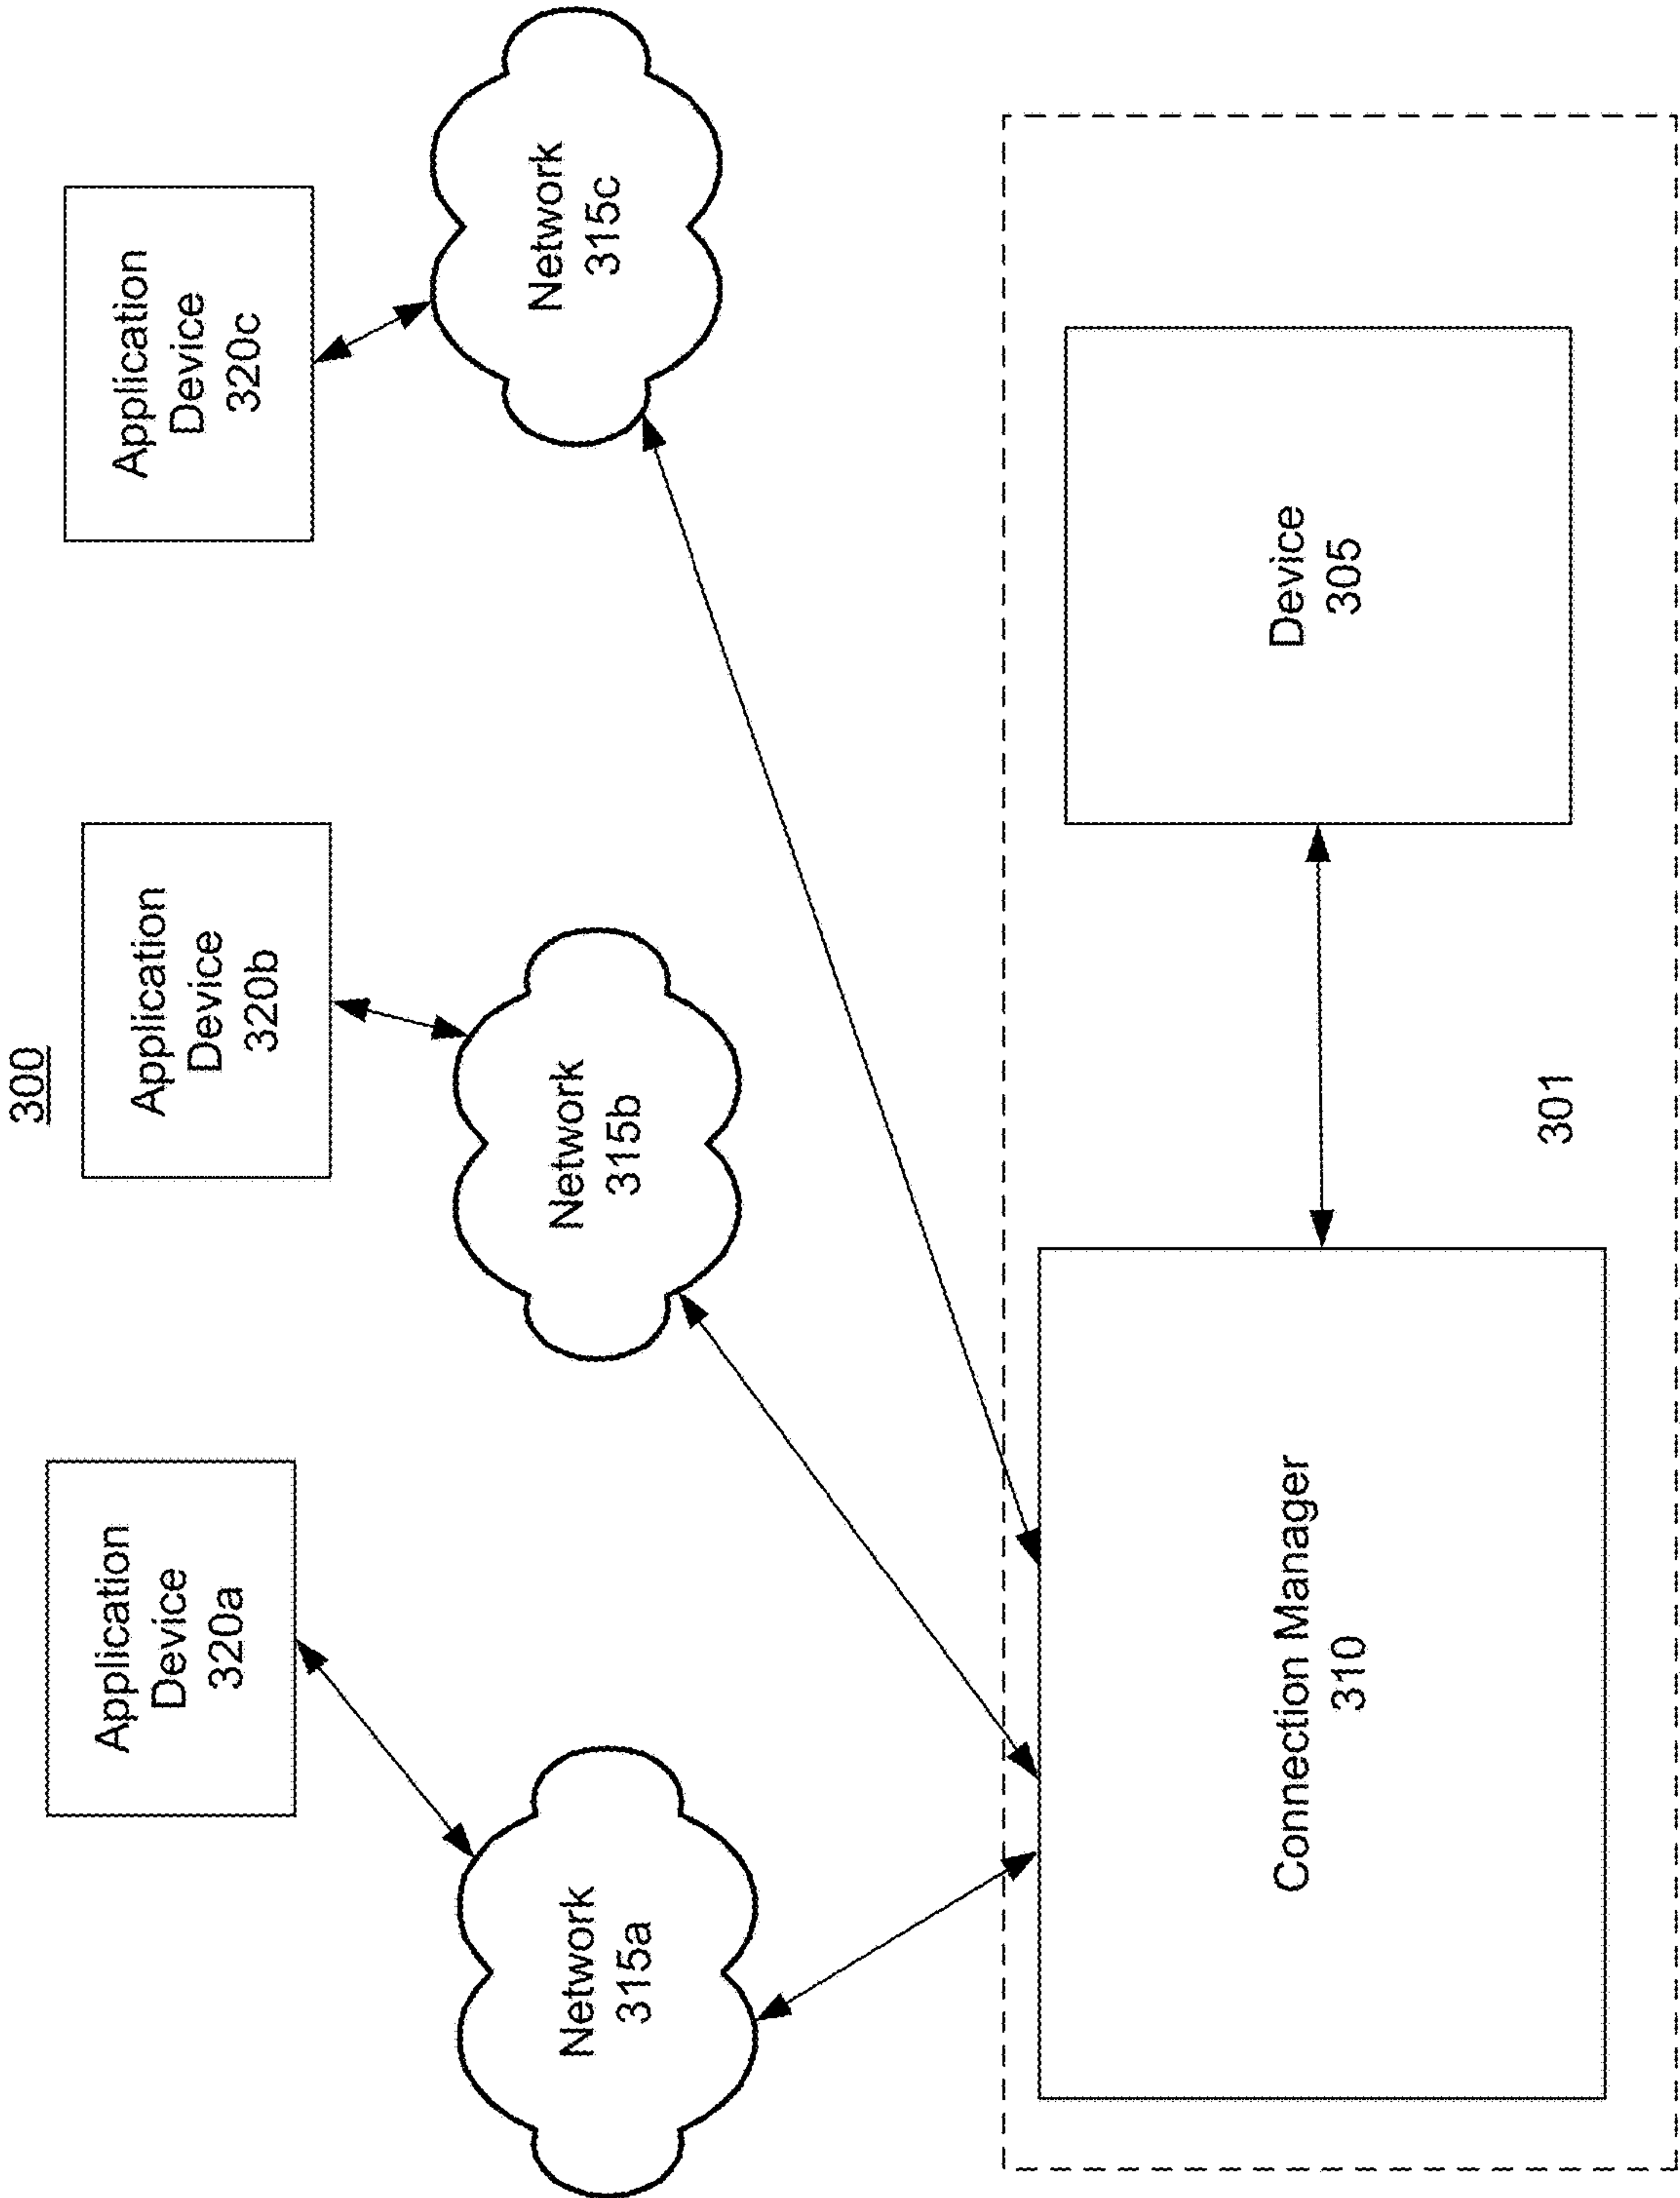 300
Application
Device
320a
Application
Device
320b
Application
Device
320c
Network
315a
Network
315b
Network
315c
Connection Manager
310
Device
305
301